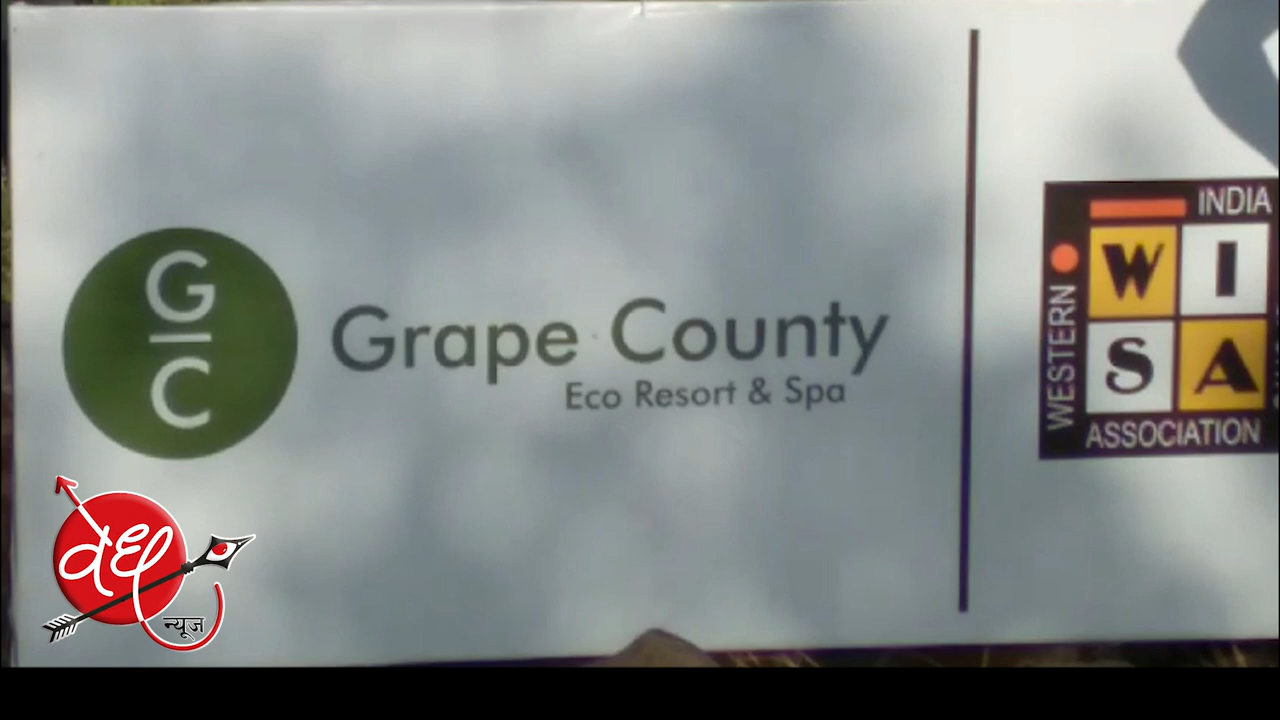 G
C
Grape County
Eco Resort & Spa
WESTERN
INDIA
W I
S A
ASSOCIATION
न्यूज